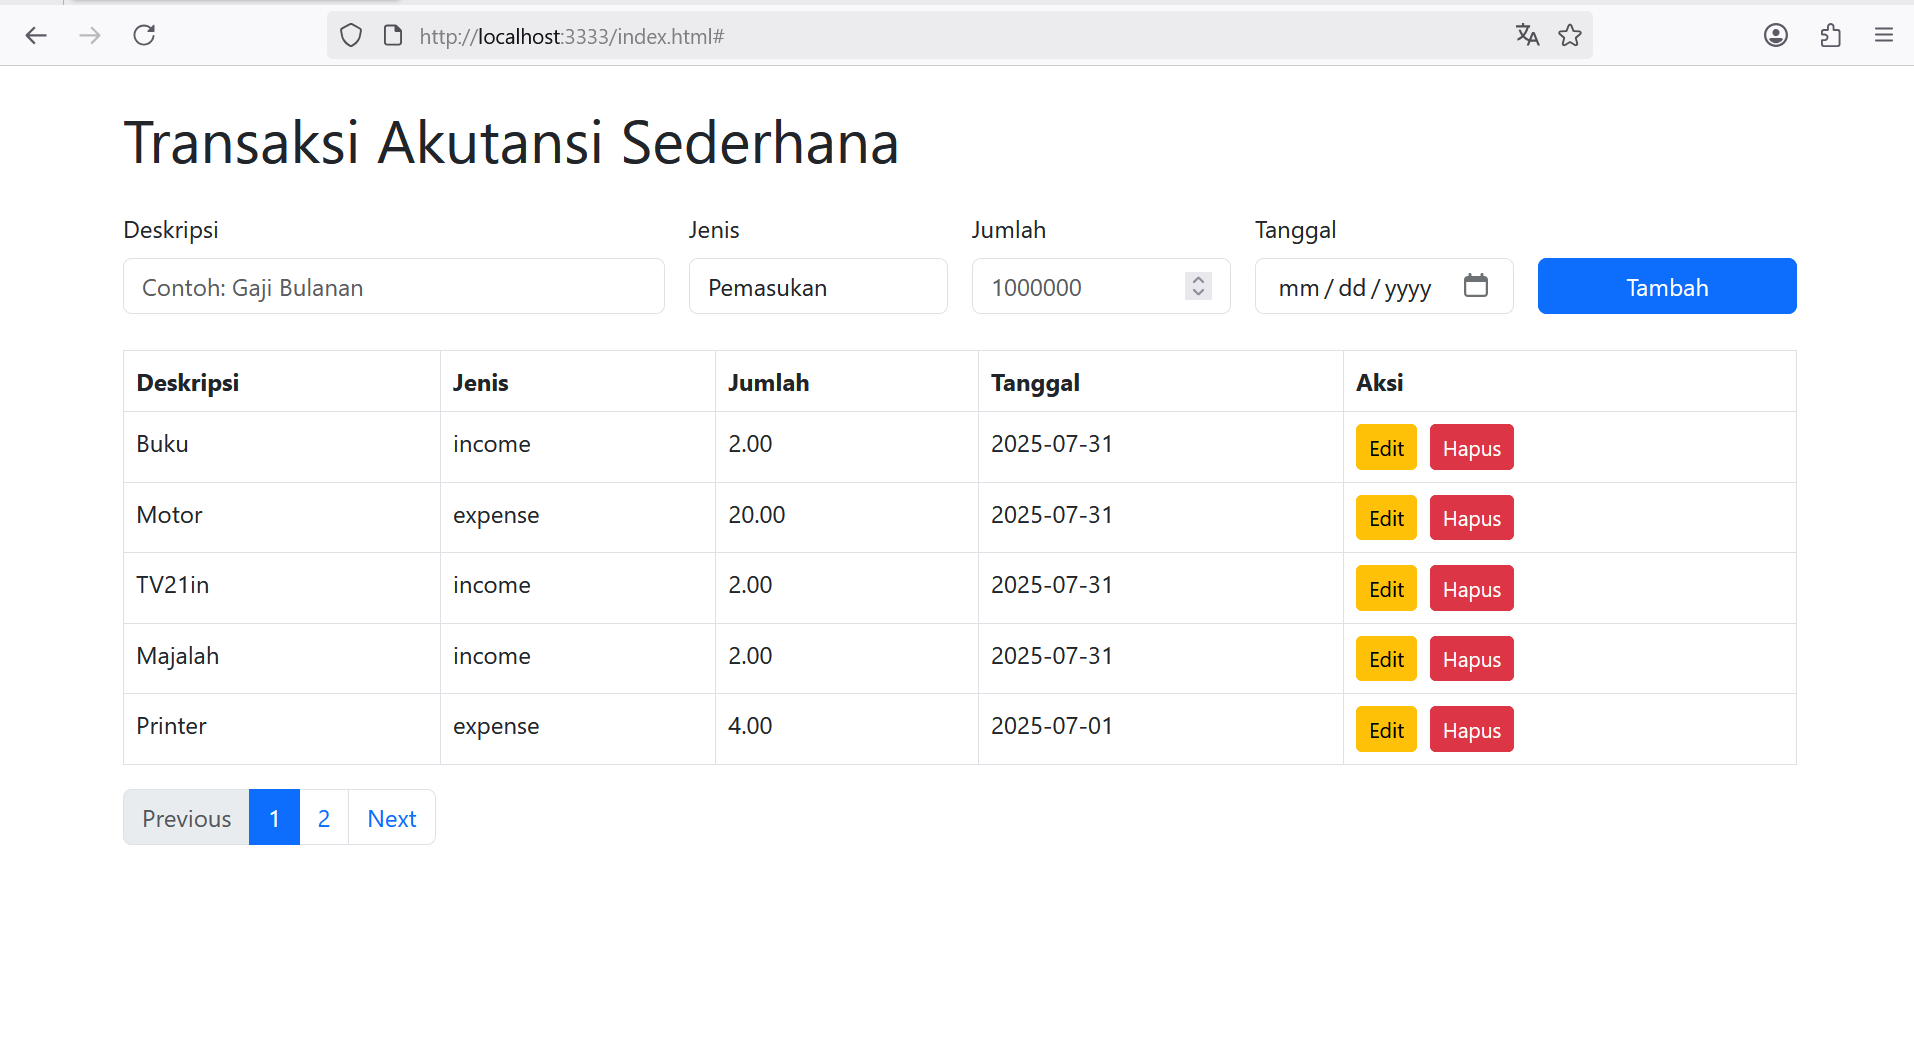 http://localhost:3333/index.html#
Transaksi Akutansi Sederhana
Deskripsi Jenis Jumlah Tanggal
Contoh: Gaji Bulanan Pemasukan 1000000 mm/dd/yyyy Tambah
Deskripsi Jenis Jumlah Tanggal Aksi
Buku income 2.00 2025-07-31 Edit Hapus
Motor expense 20.00 2025-07-31 Edit Hapus
TV21in income 2.00 2025-07-31 Edit Hapus
Majalah income 2.00 2025-07-31 Edit Hapus
Printer expense 4.00 2025-07-01 Edit Hapus
Previous 1 2 Next